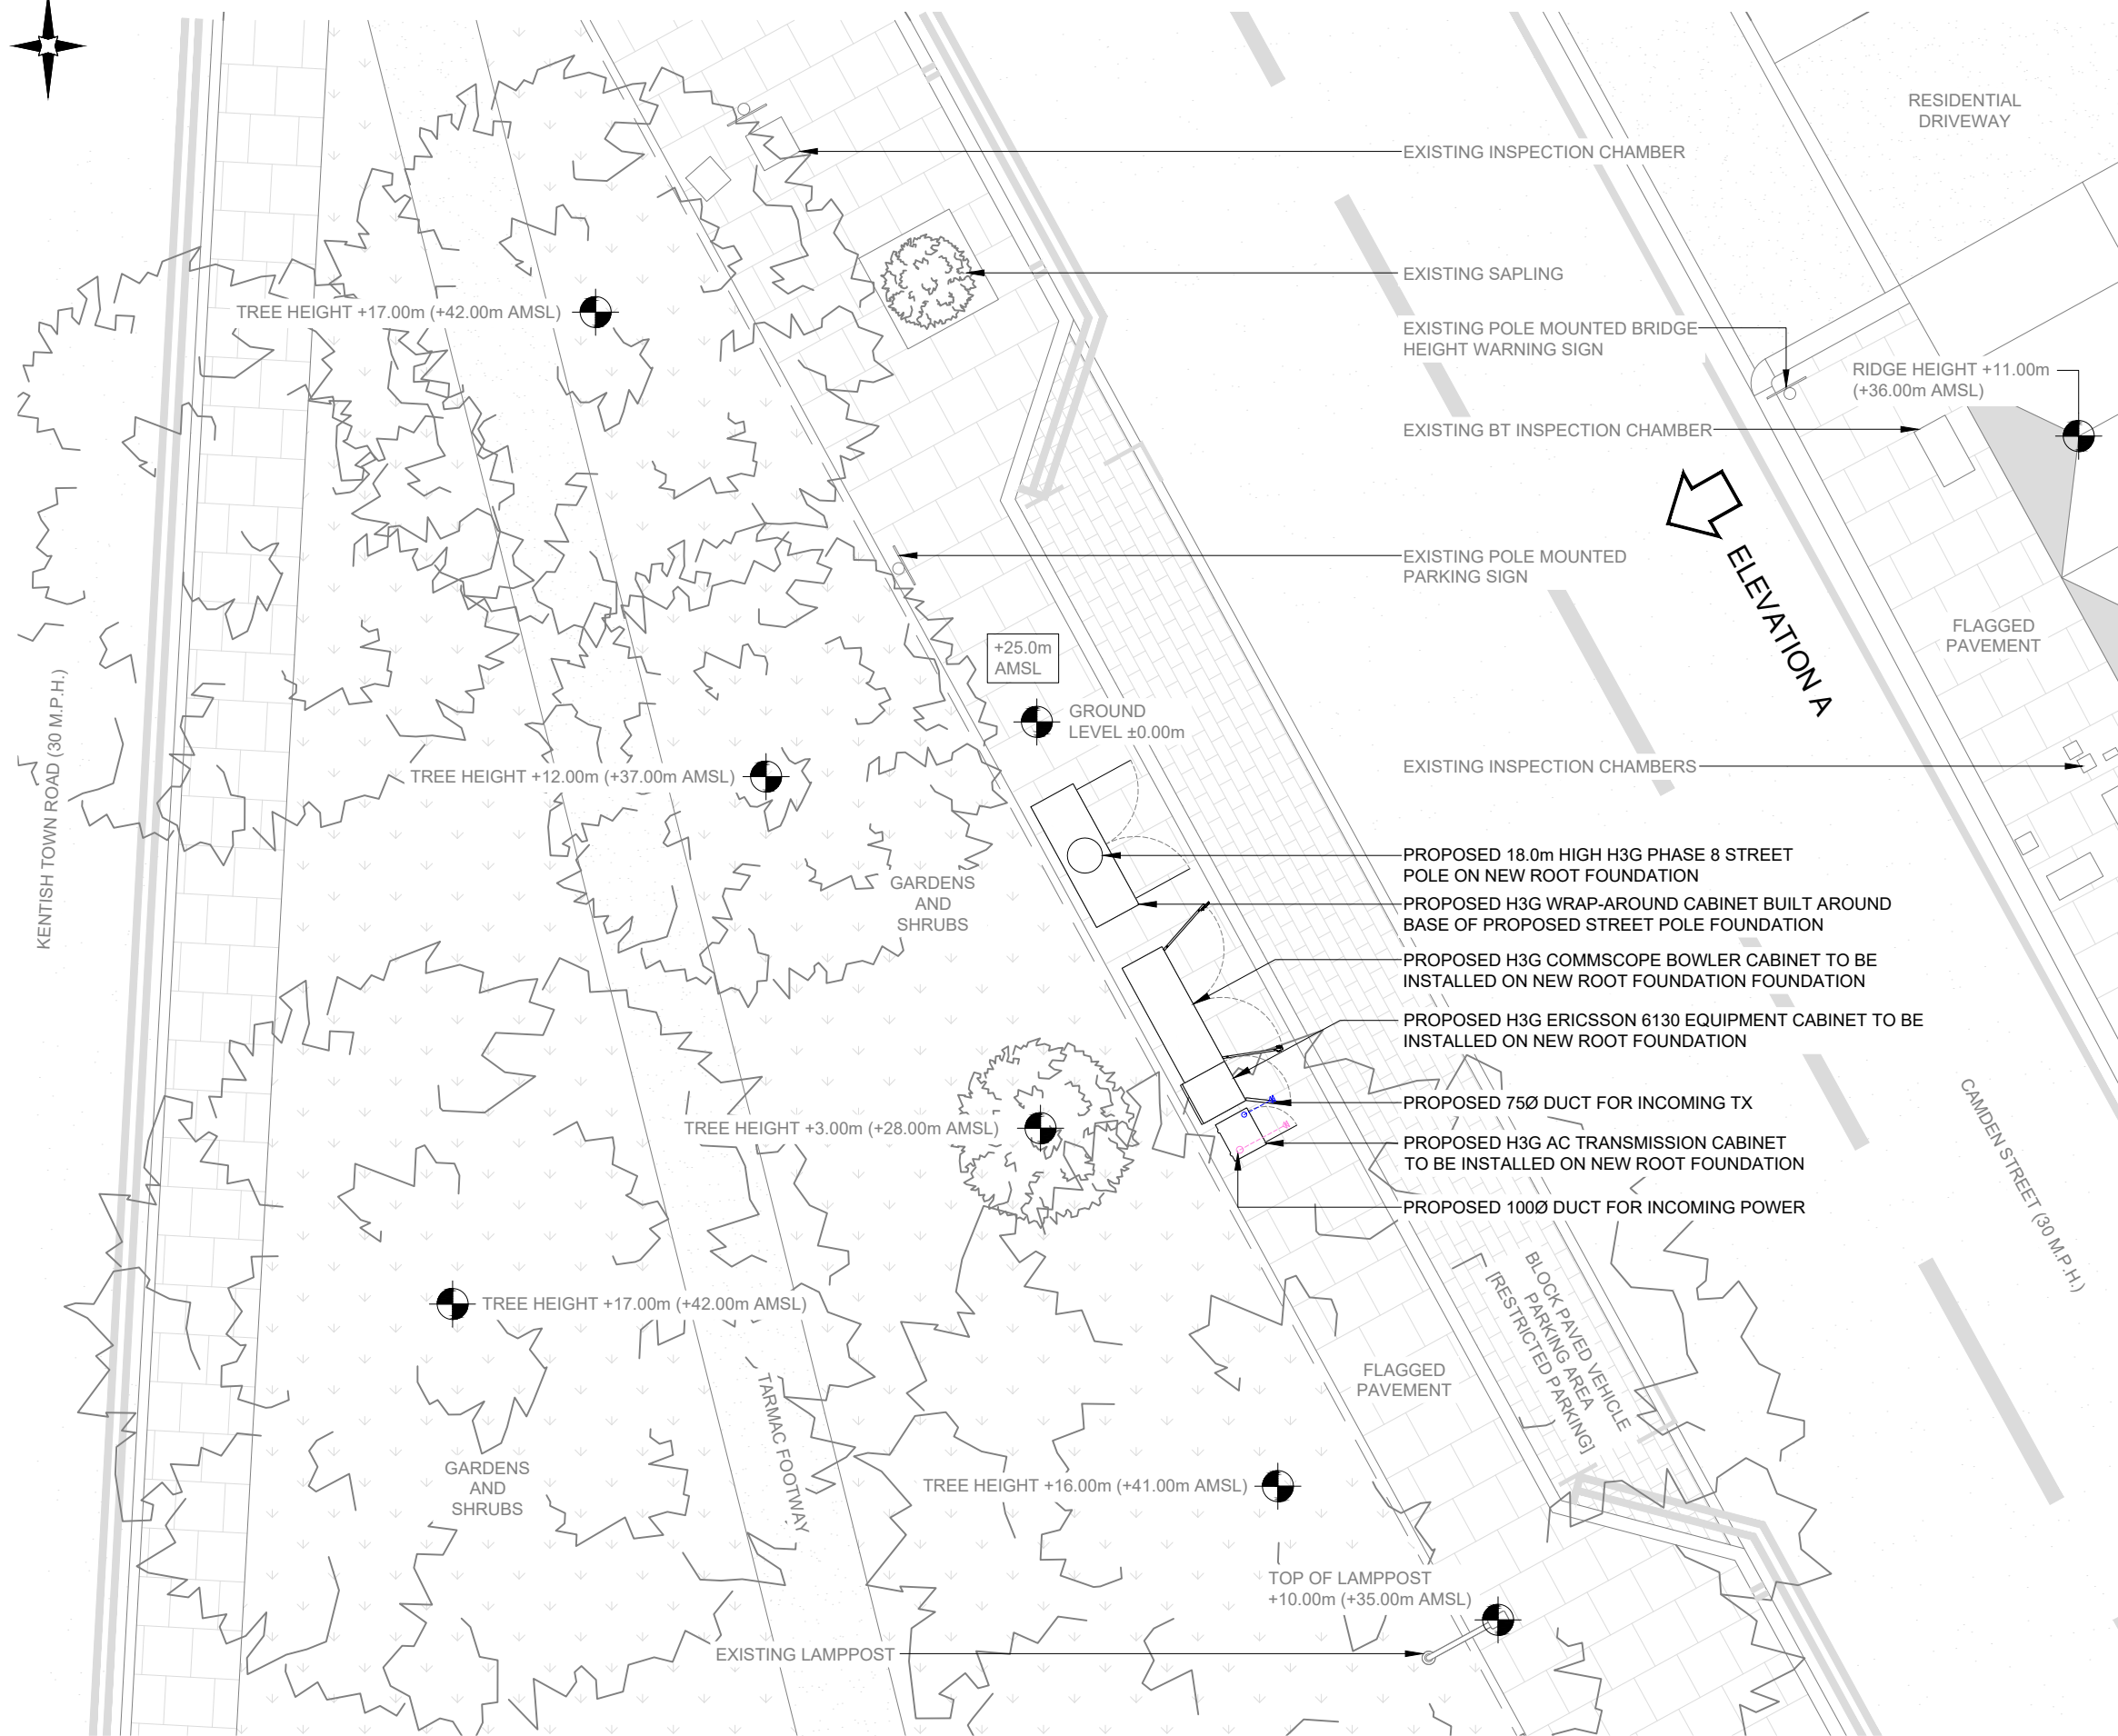 RESIDENTIAL
DRIVEWAY
EXISTING INSPECTION CHAMBER
EXISTING SAPLING
TREE HEIGHT +17.00m (+42.00m AMSL)
EXISTING POLE MOUNTED BRIDGE
HEIGHT WARNING SIGN
RIDGE HEIGHT +11.00m
(+36.00m AMSL)
EXISTING BT INSPECTION CHAMBER
EXISTING POLE MOUNTED
PARKING SIGN
ELEVATION A
FLAGGED
PAVEMENT
+25.0m
AMSL
GROUND
LEVEL ±0.00m
KENTISH TOWN ROAD (30 M.P.H.)
TREE HEIGHT +12.00m (+37.00m AMSL)
EXISTING INSPECTION CHAMBERS
PROPOSED 18.0m HIGH H3G PHASE 8 STREET
POLE ON NEW ROOT FOUNDATION
GARDENS
AND
SHRUBS
PROPOSED H3G WRAP-AROUND CABINET BUILT AROUND
BASE OF PROPOSED STREET POLE FOUNDATION
PROPOSED H3G COMMSCOPE BOWLER CABINET TO BE
INSTALLED ON NEW ROOT FOUNDATION FOUNDATION
PROPOSED H3G ERICSSON 6130 EQUIPMENT CABINET TO BE
INSTALLED ON NEW ROOT FOUNDATION
PROPOSED 75Ø DUCT FOR INCOMING TX
TREE HEIGHT +3.00m (+28.00m AMSL)
PROPOSED H3G AC TRANSMISSION CABINET
TO BE INSTALLED ON NEW ROOT FOUNDATION
PROPOSED 100Ø DUCT FOR INCOMING POWER
CAMDEN STREET (30 M.P.H.)
TREE HEIGHT +17.00m (+42.00m AMSL)
BLOCK PAVED VEHICLE
PARKING AREA
[RESTRICTED PARKING]
FLAGGED
PAVEMENT
TARMAC FOOTWAY
GARDENS
AND
SHRUBS
TREE HEIGHT +16.00m (+41.00m AMSL)
TOP OF LAMPPOST
+10.00m (+35.00m AMSL)
EXISTING LAMPPOST